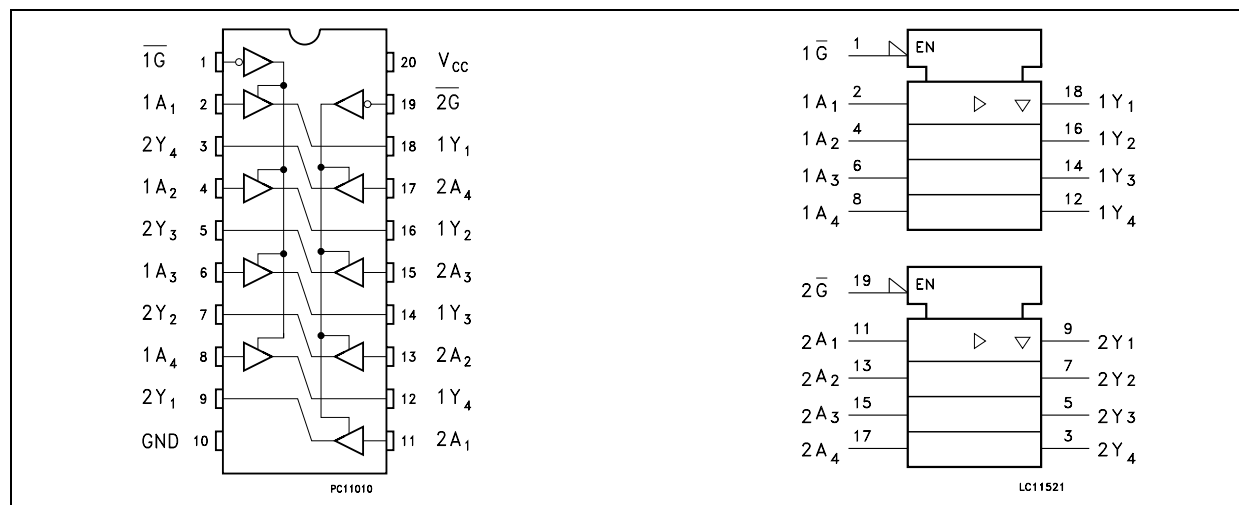 1G 1 20 VCC
1A1 2 19 2G
2Y4 3 18 1Y1
1A2 4 17 2A4
2Y3 5 16 1Y2
1A3 6 15 2A3
2Y2 7 14 1Y3
1A4 8 13 2A2
2Y1 9 12 1Y4
GND 10 11 2A1
PC11010
1G 1 EN
1A1 2 18 1Y1
1A2 4 16 1Y2
1A3 6 14 1Y3
1A4 8 12 1Y4
2G 19 EN
2A1 11 9 2Y1
2A2 13 7 2Y2
2A3 15 5 2Y3
2A4 17 3 2Y4
LC11521